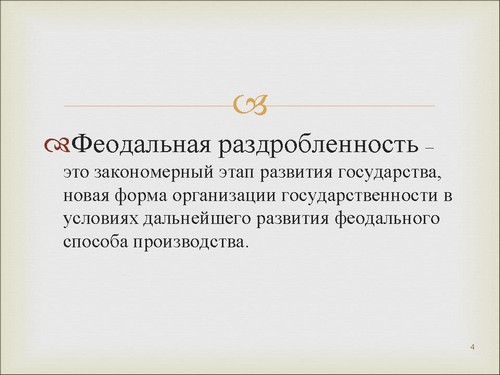 Феодальная раздробленность –
это закономерный этап развития государства,
новая форма организации государственности в
условиях дальнейшего развития феодального
способа производства.
4